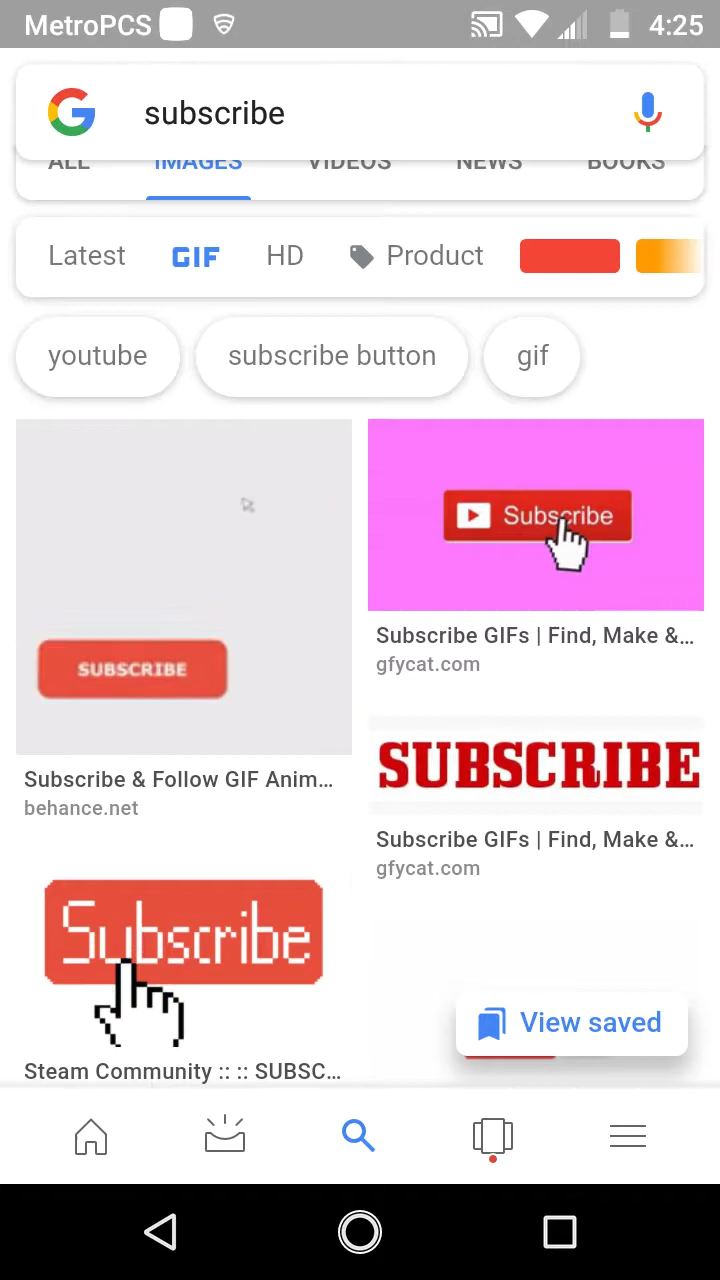 MetroPCS 4:25
subscribe
ALL IMAGES VIDEOS NEWS BOOKS
Latest GIF HD Product
youtube subscribe button gif
SUBSCRIBE
Subscribe & Follow GIF Anim...
behance.net
Subscribe
Subscribe GIFs | Find, Make &...
gfycat.com
SUBSCRIBE
Subscribe GIFs | Find, Make &...
gfycat.com
Subscribe
Steam Community :: :: SUBSC...
View saved